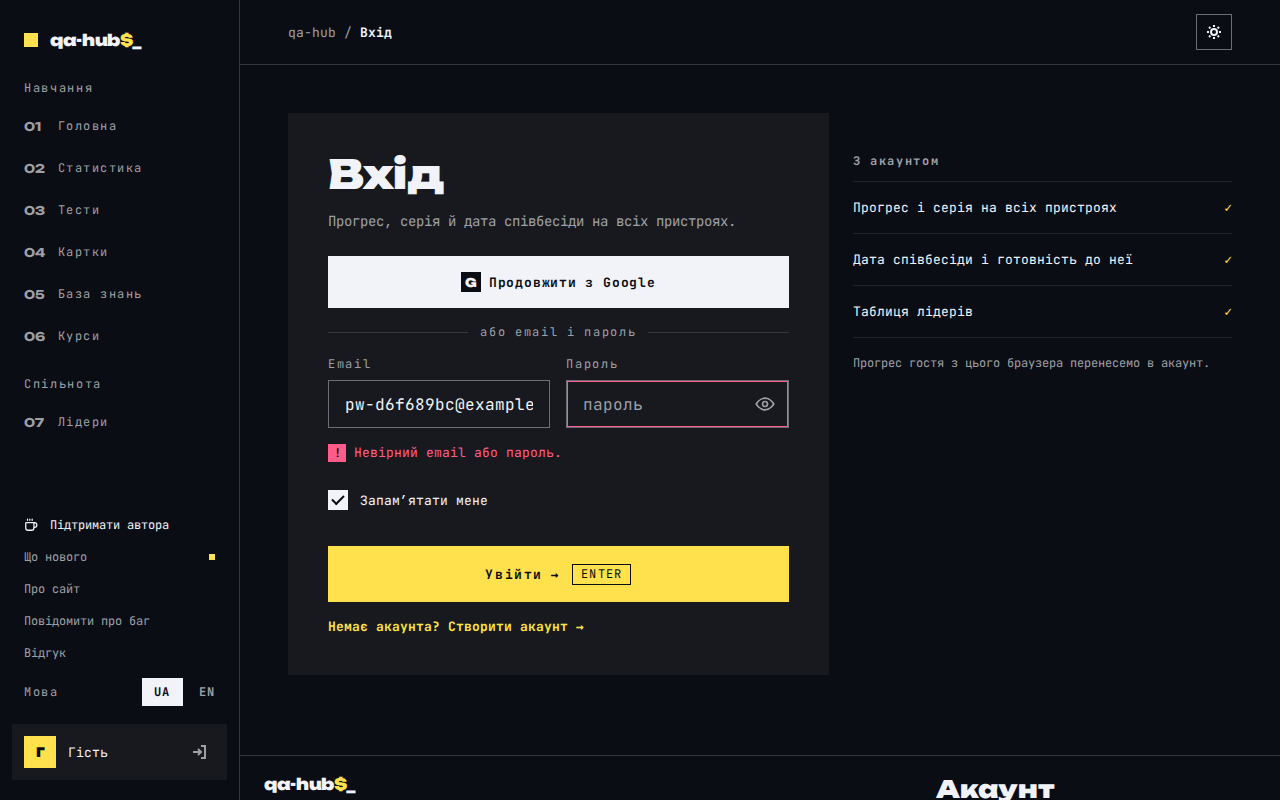 qa-hub$_
Навчання
01 Головна
02 Статистика
03 Тести
04 Картки
05 База знань
06 Курси
Спільнота
07 Лідери
Підтримати автора
Що нового
Про сайт
Повідомити про баг
Відгук
Мова UA EN
Г Гість
qa-hub / Вхід
Вхід
Прогрес, серія й дата співбесіди на всіх пристроях.
G Продовжити з Google
або email і пароль
Email Пароль
pw-d6f689bc@example пароль
! Невірний email або пароль.
Запам’ятати мене
Увійти → ENTER
Немає акаунта? Створити акаунт →
З акаунтом
Прогрес і серія на всіх пристроях ✓
Дата співбесіди і готовність до неї ✓
Таблиця лідерів ✓
Прогрес гостя з цього браузера перенесемо в акаунт.
qa-hub$_
Акаунт